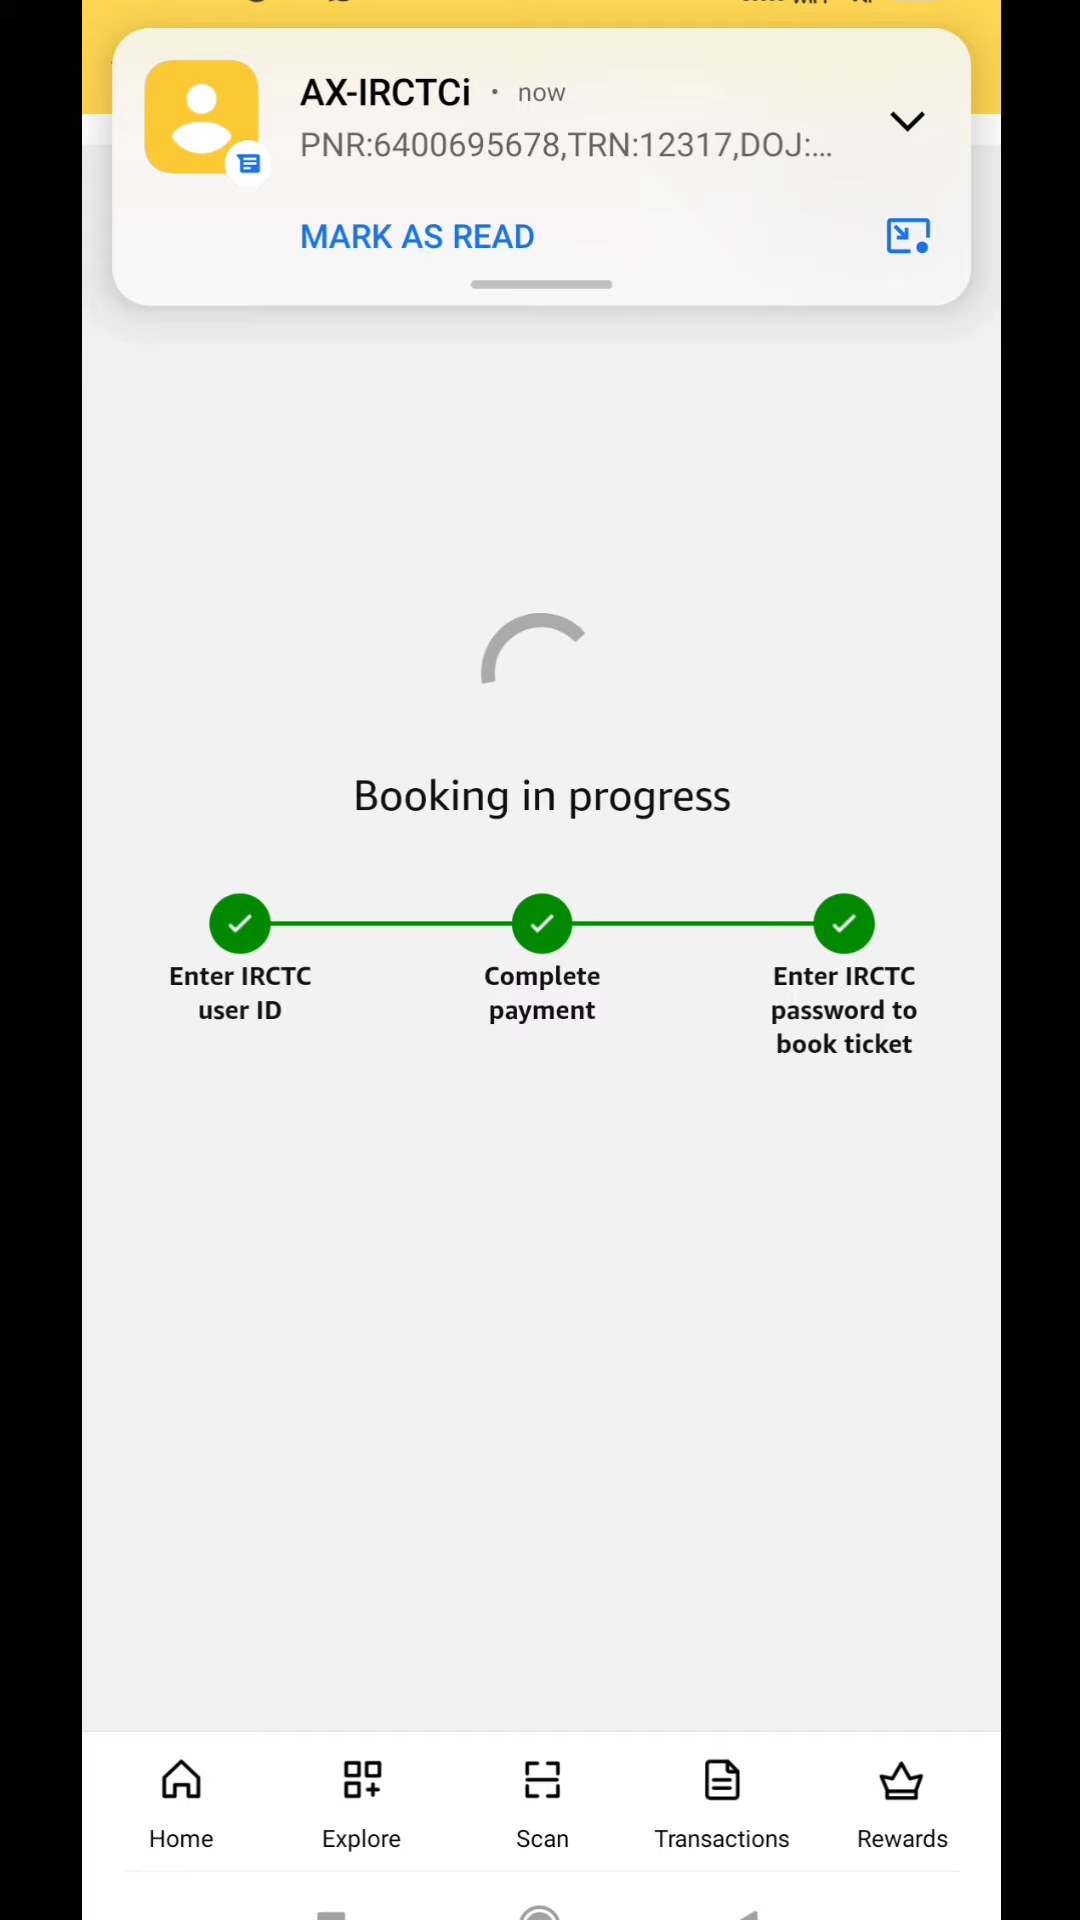 AX-IRCTCi • now
PNR:6400695678,TRN:12317,DOJ:...
MARK AS READ
Booking in progress
Enter IRCTC
user ID
Complete
payment
Enter IRCTC
password to
book ticket
Home
Explore
Scan
Transactions
Rewards